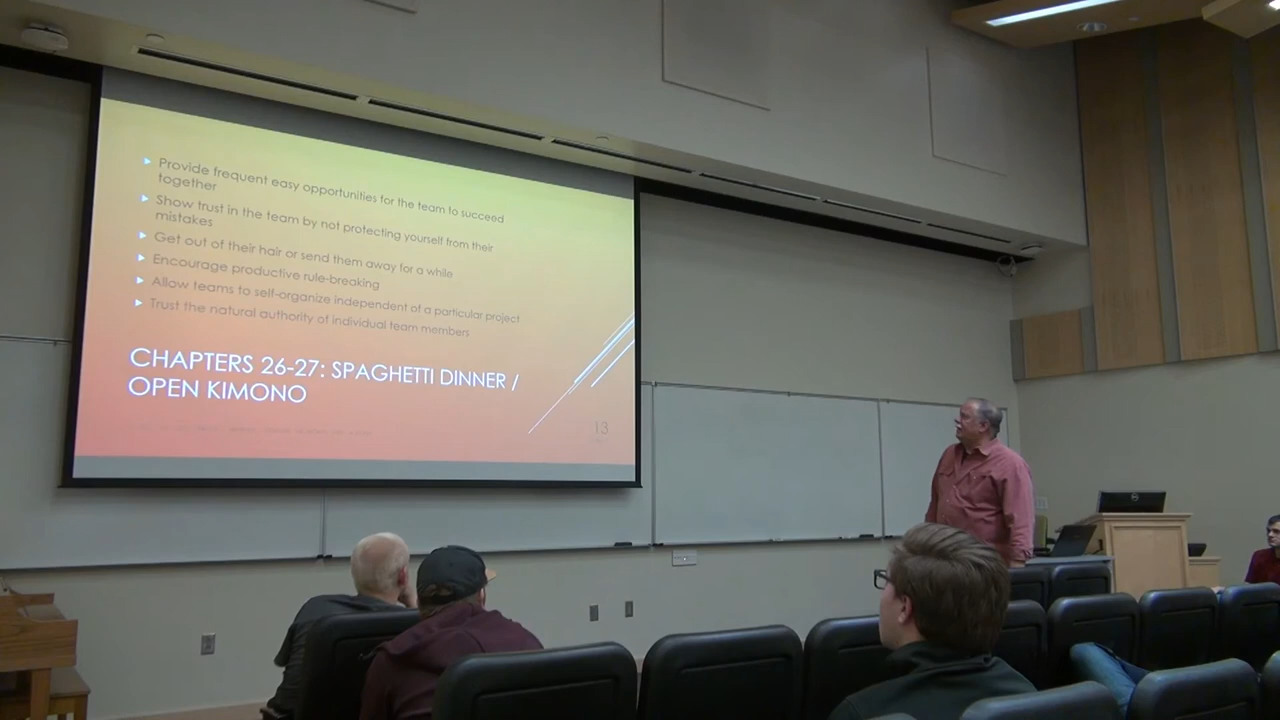 Provide frequent easy opportunities for the team to succeed
together
Show trust in the team by not protecting yourself from their
mistakes
Get out of their hair or send them away for a while
Encourage productive rule-breaking
Allow teams to self-organize independent of a particular project
Trust the natural authority of individual team members
CHAPTERS 26-27: SPAGHETTI DINNER /
OPEN KIMONO
13